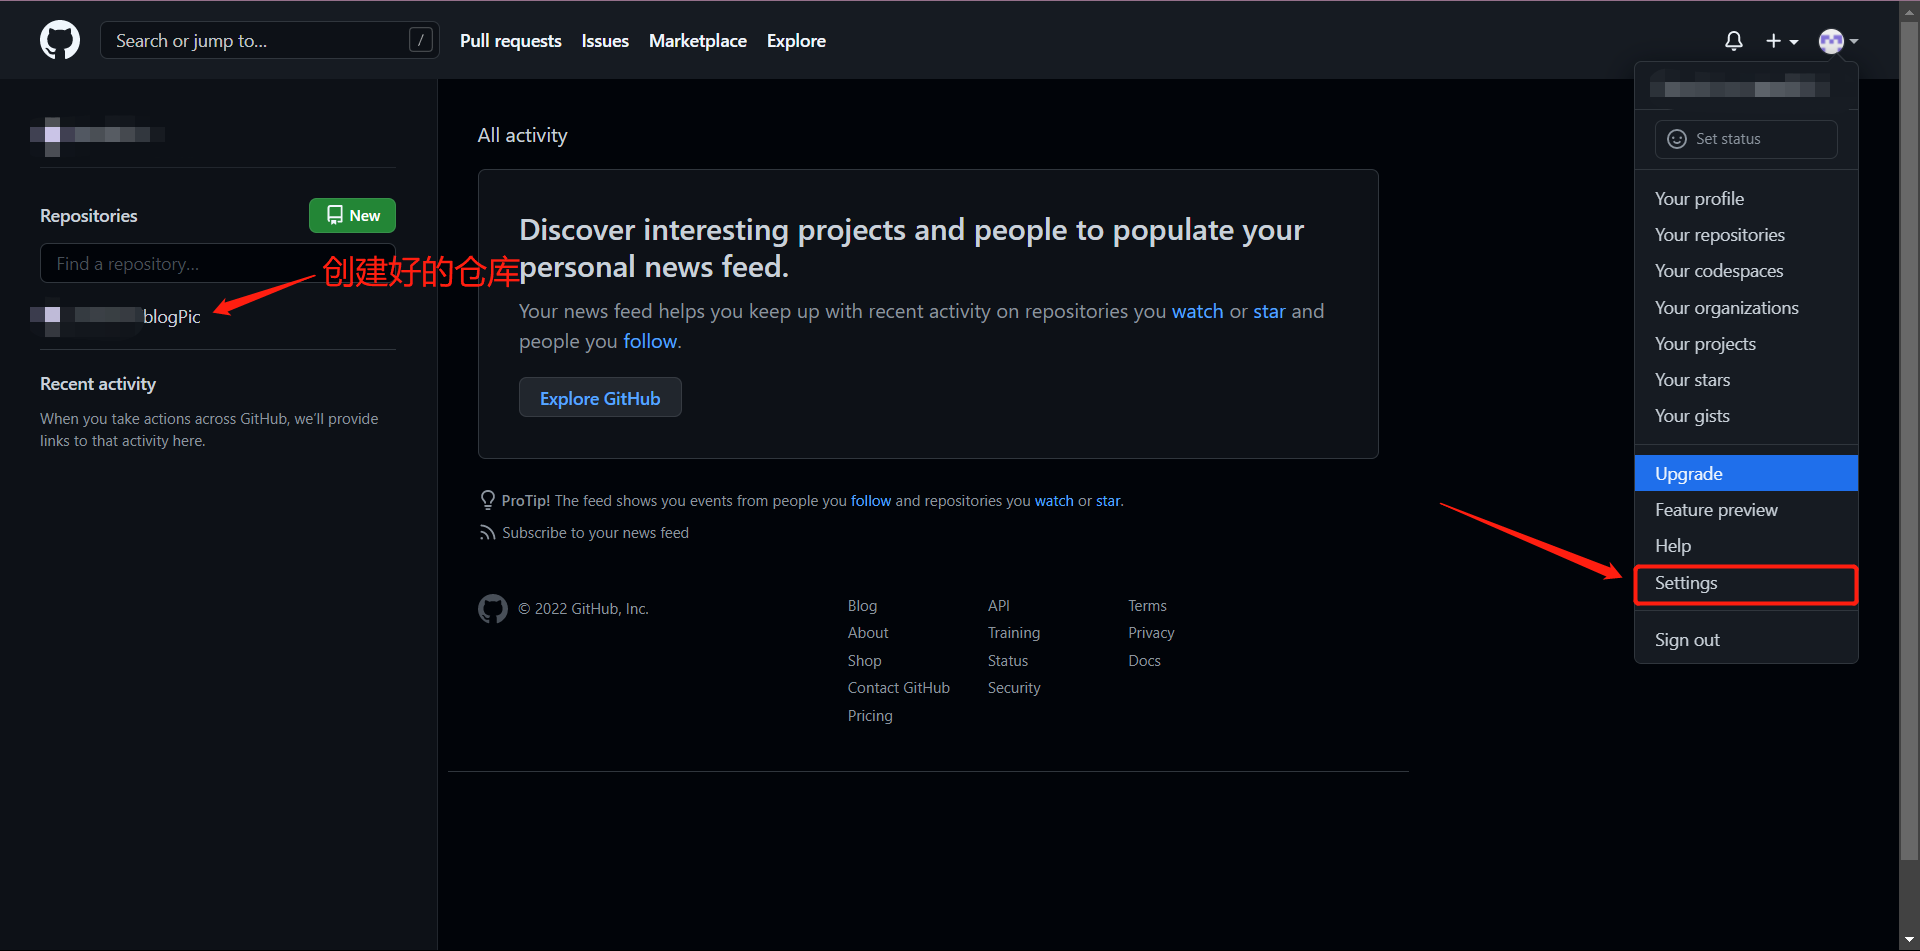 Search or jump to...
/
Pull requests
Issues
Marketplace
Explore
Repositories
New
Find a repository...
创建好的仓库
blogPic
Recent activity
When you take actions across GitHub, we'll provide
links to that activity here.
All activity
Discover interesting projects and people to populate your
personal news feed.
Your news feed helps you keep up with recent activity on repositories you watch or star and
people you follow.
Explore GitHub
ProTip! The feed shows you events from people you follow and repositories you watch or star.
Subscribe to your news feed
© 2022 GitHub, Inc.
Blog
About
Shop
Contact GitHub
Pricing
API
Training
Status
Security
Terms
Privacy
Docs
Set status
Your profile
Your repositories
Your codespaces
Your organizations
Your projects
Your stars
Your gists
Upgrade
Feature preview
Help
Settings
Sign out